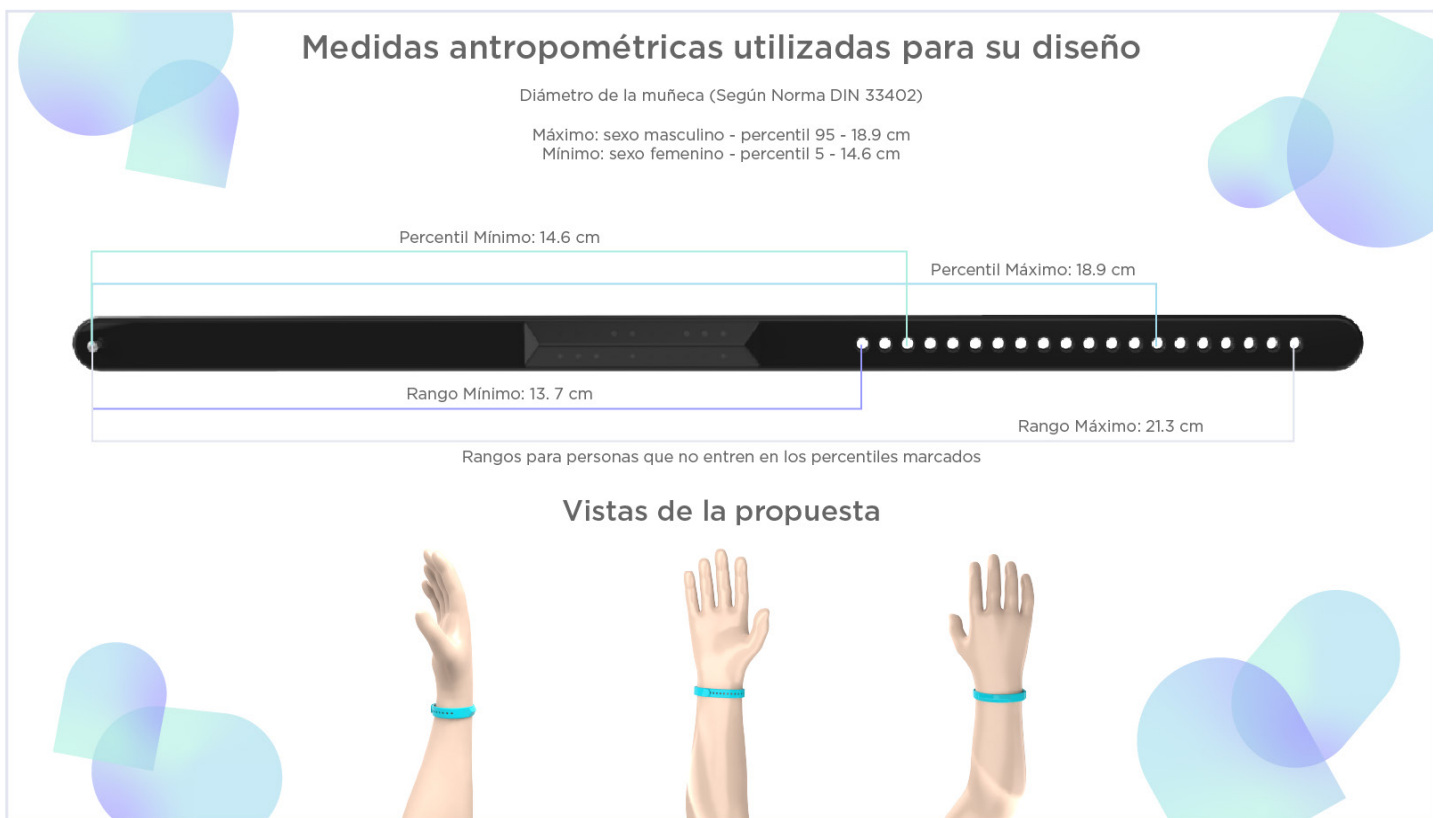 Medidas antropométricas utilizadas para su diseño
Diámetro de la muñeca (Según Norma DIN 33402)
Máximo: sexo masculino - percentil 95 - 18.9 cm
Mínimo: sexo femenino - percentil 5 - 14.6 cm
Percentil Mínimo: 14.6 cm
Percentil Máximo: 18.9 cm
Rango Mínimo: 13. 7 cm
Rango Máximo: 21.3 cm
Rangos para personas que no entren en los percentiles marcados
Vistas de la propuesta